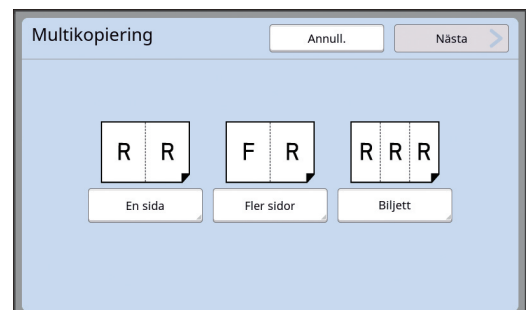 Multikopiering
Annull.
Nästa
R R
F R
R R R
En sida
Fler sidor
Biljett